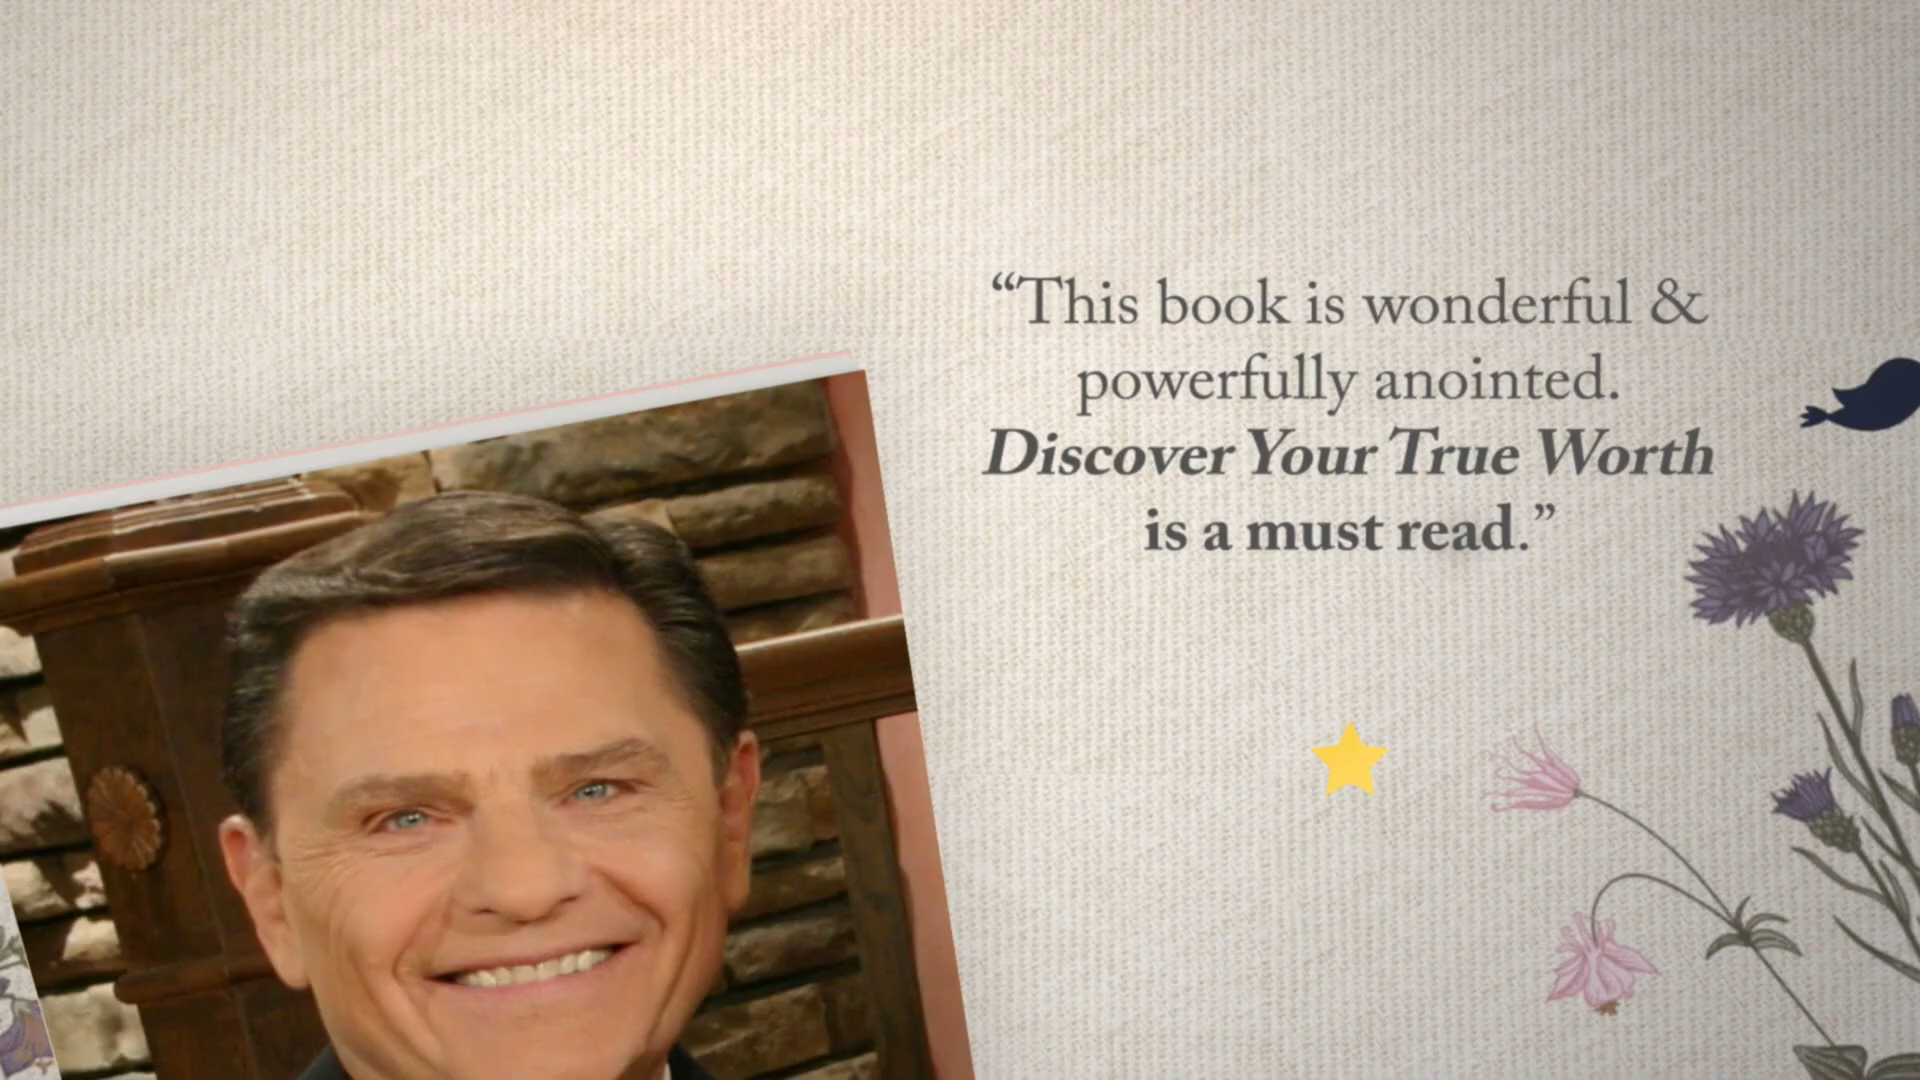 “This book is wonderful &
powerfully anointed.
Discover Your True Worth
is a must read.”